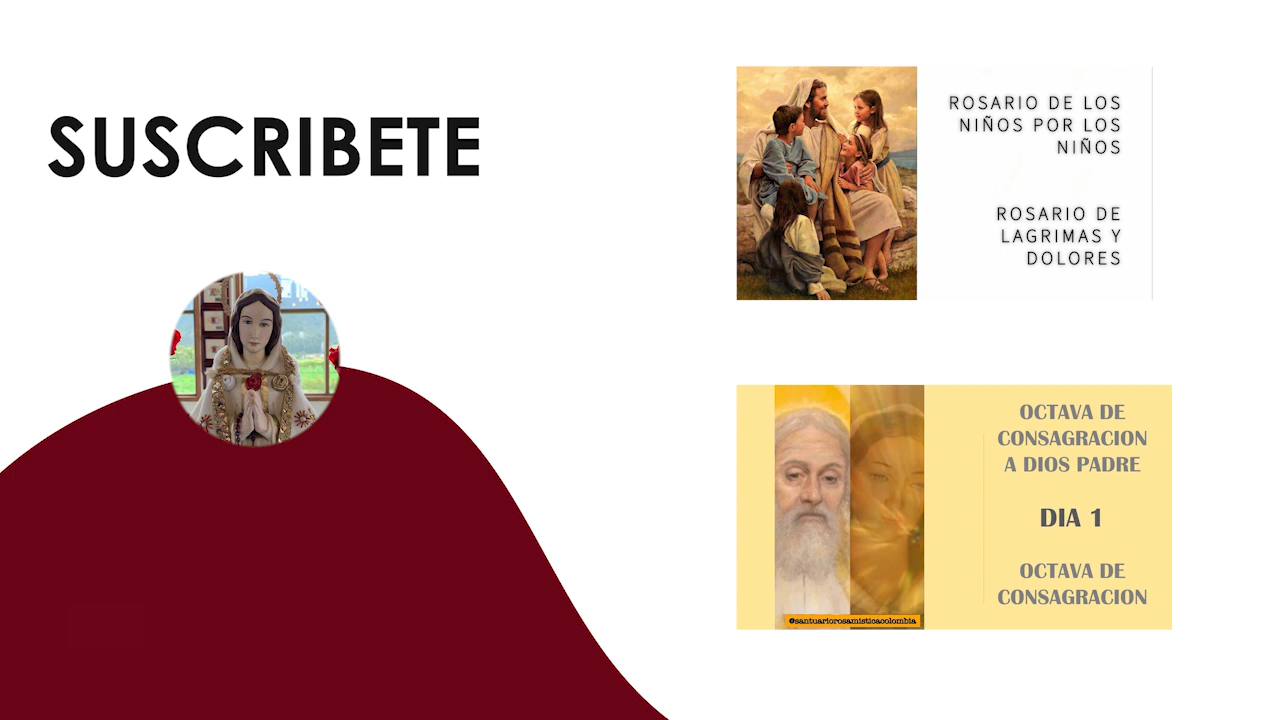 SUSCRIBETE
ROSARIO DE LOS
NIÑOS POR LOS
NIÑOS
ROSARIO DE
LAGRIMAS Y
DOLORES
OCTAVA DE
CONSAGRACION
A DIOS PADRE
DIA 1
OCTAVA DE
CONSAGRACION
@santuariorosamisticacolombia